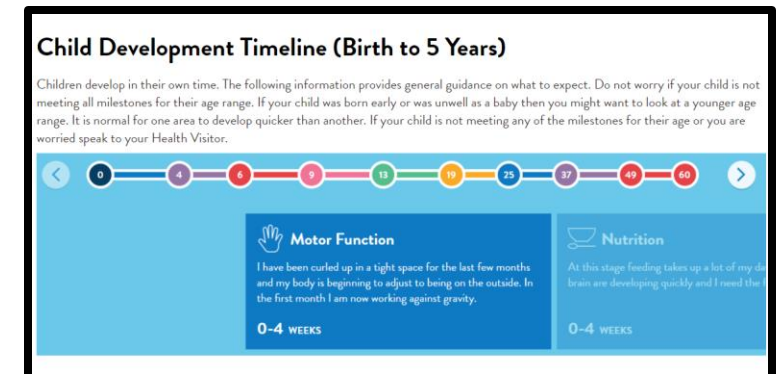 Child Development Timeline (Birth to 5 Years)
Children develop in their own time. The following information provides general guidance on what to expect. Do not worry if your child is not
meeting all milestones for their age range. If your child was born early or was unwell as a baby then you might want to look at a younger age
range. It is normal for one area to develop quicker than another. If your child is not meeting any of the milestones for their age or you are
worried speak to your Health Visitor.
0 4 6 9 13 19 25 37 49 60
Motor Function
I have been curled up in a tight space for the last few months
and my body is beginning to adjust to being on the outside. In
the first month I am now working against gravity.
0-4 WEEKS
Nutrition
At this stage feeding takes up a lot of my da
brain are developing quickly and I need the
0-4 WEEKS